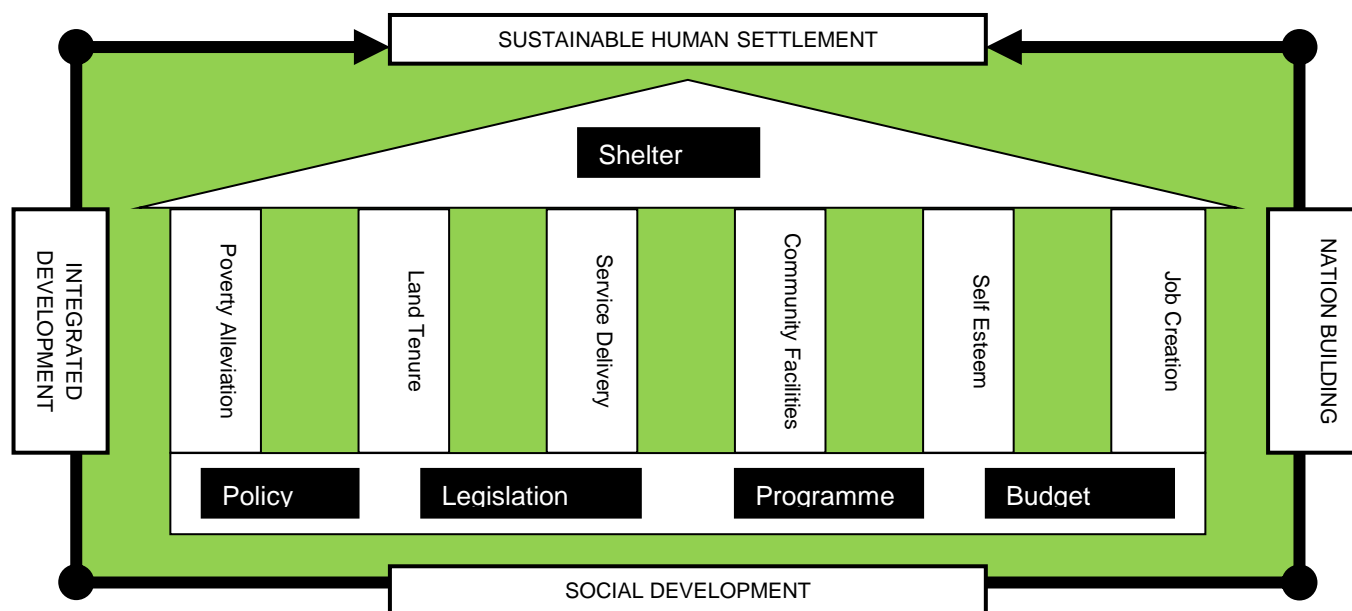 SUSTAINABLE HUMAN SETTLEMENT
Shelter
INTEGRATED
DEVELOPMENT
Poverty Alleviation
Land Tenure
Service Delivery
Community Facilities
Self Esteem
Job Creation
NATION BUILDING
Policy
Legislation
Programme
Budget
SOCIAL DEVELOPMENT